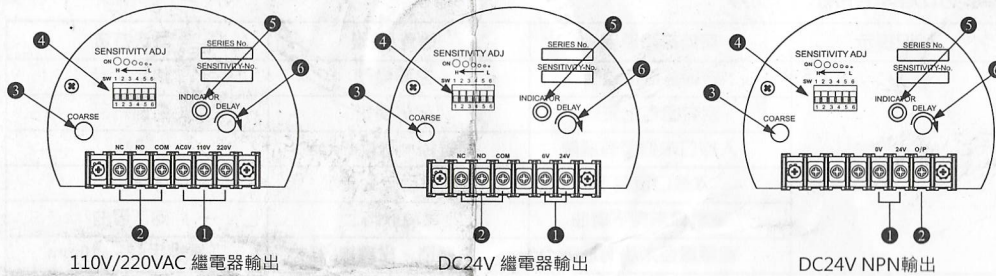 SENSITIVITY ADJ
ON
H L
SW 1 2 3 4 5 6
SERIES No.
SENSITIVITY-No.
INDICATOR
DELAY
COARSE
NC NO COM AC0V 110V 220V
4
5
6
3
2
1
110V/220VAC 繼電器輸出
SENSITIVITY ADJ
ON
H L
SW 1 2 3 4 5 6
SERIES No.
SENSITIVITY-No.
INDICATOR
DELAY
COARSE
NC NO COM 0V 24V
4
5
6
3
2
1
DC24V 繼電器輸出
SENSITIVITY ADJ
ON
H L
SW 1 2 3 4 5 6
SERIES No.
SENSITIVITY-No.
INDICATOR
DELAY
COARSE
0V 24V O/P
4
5
6
3
1
2
DC24V NPN輸出